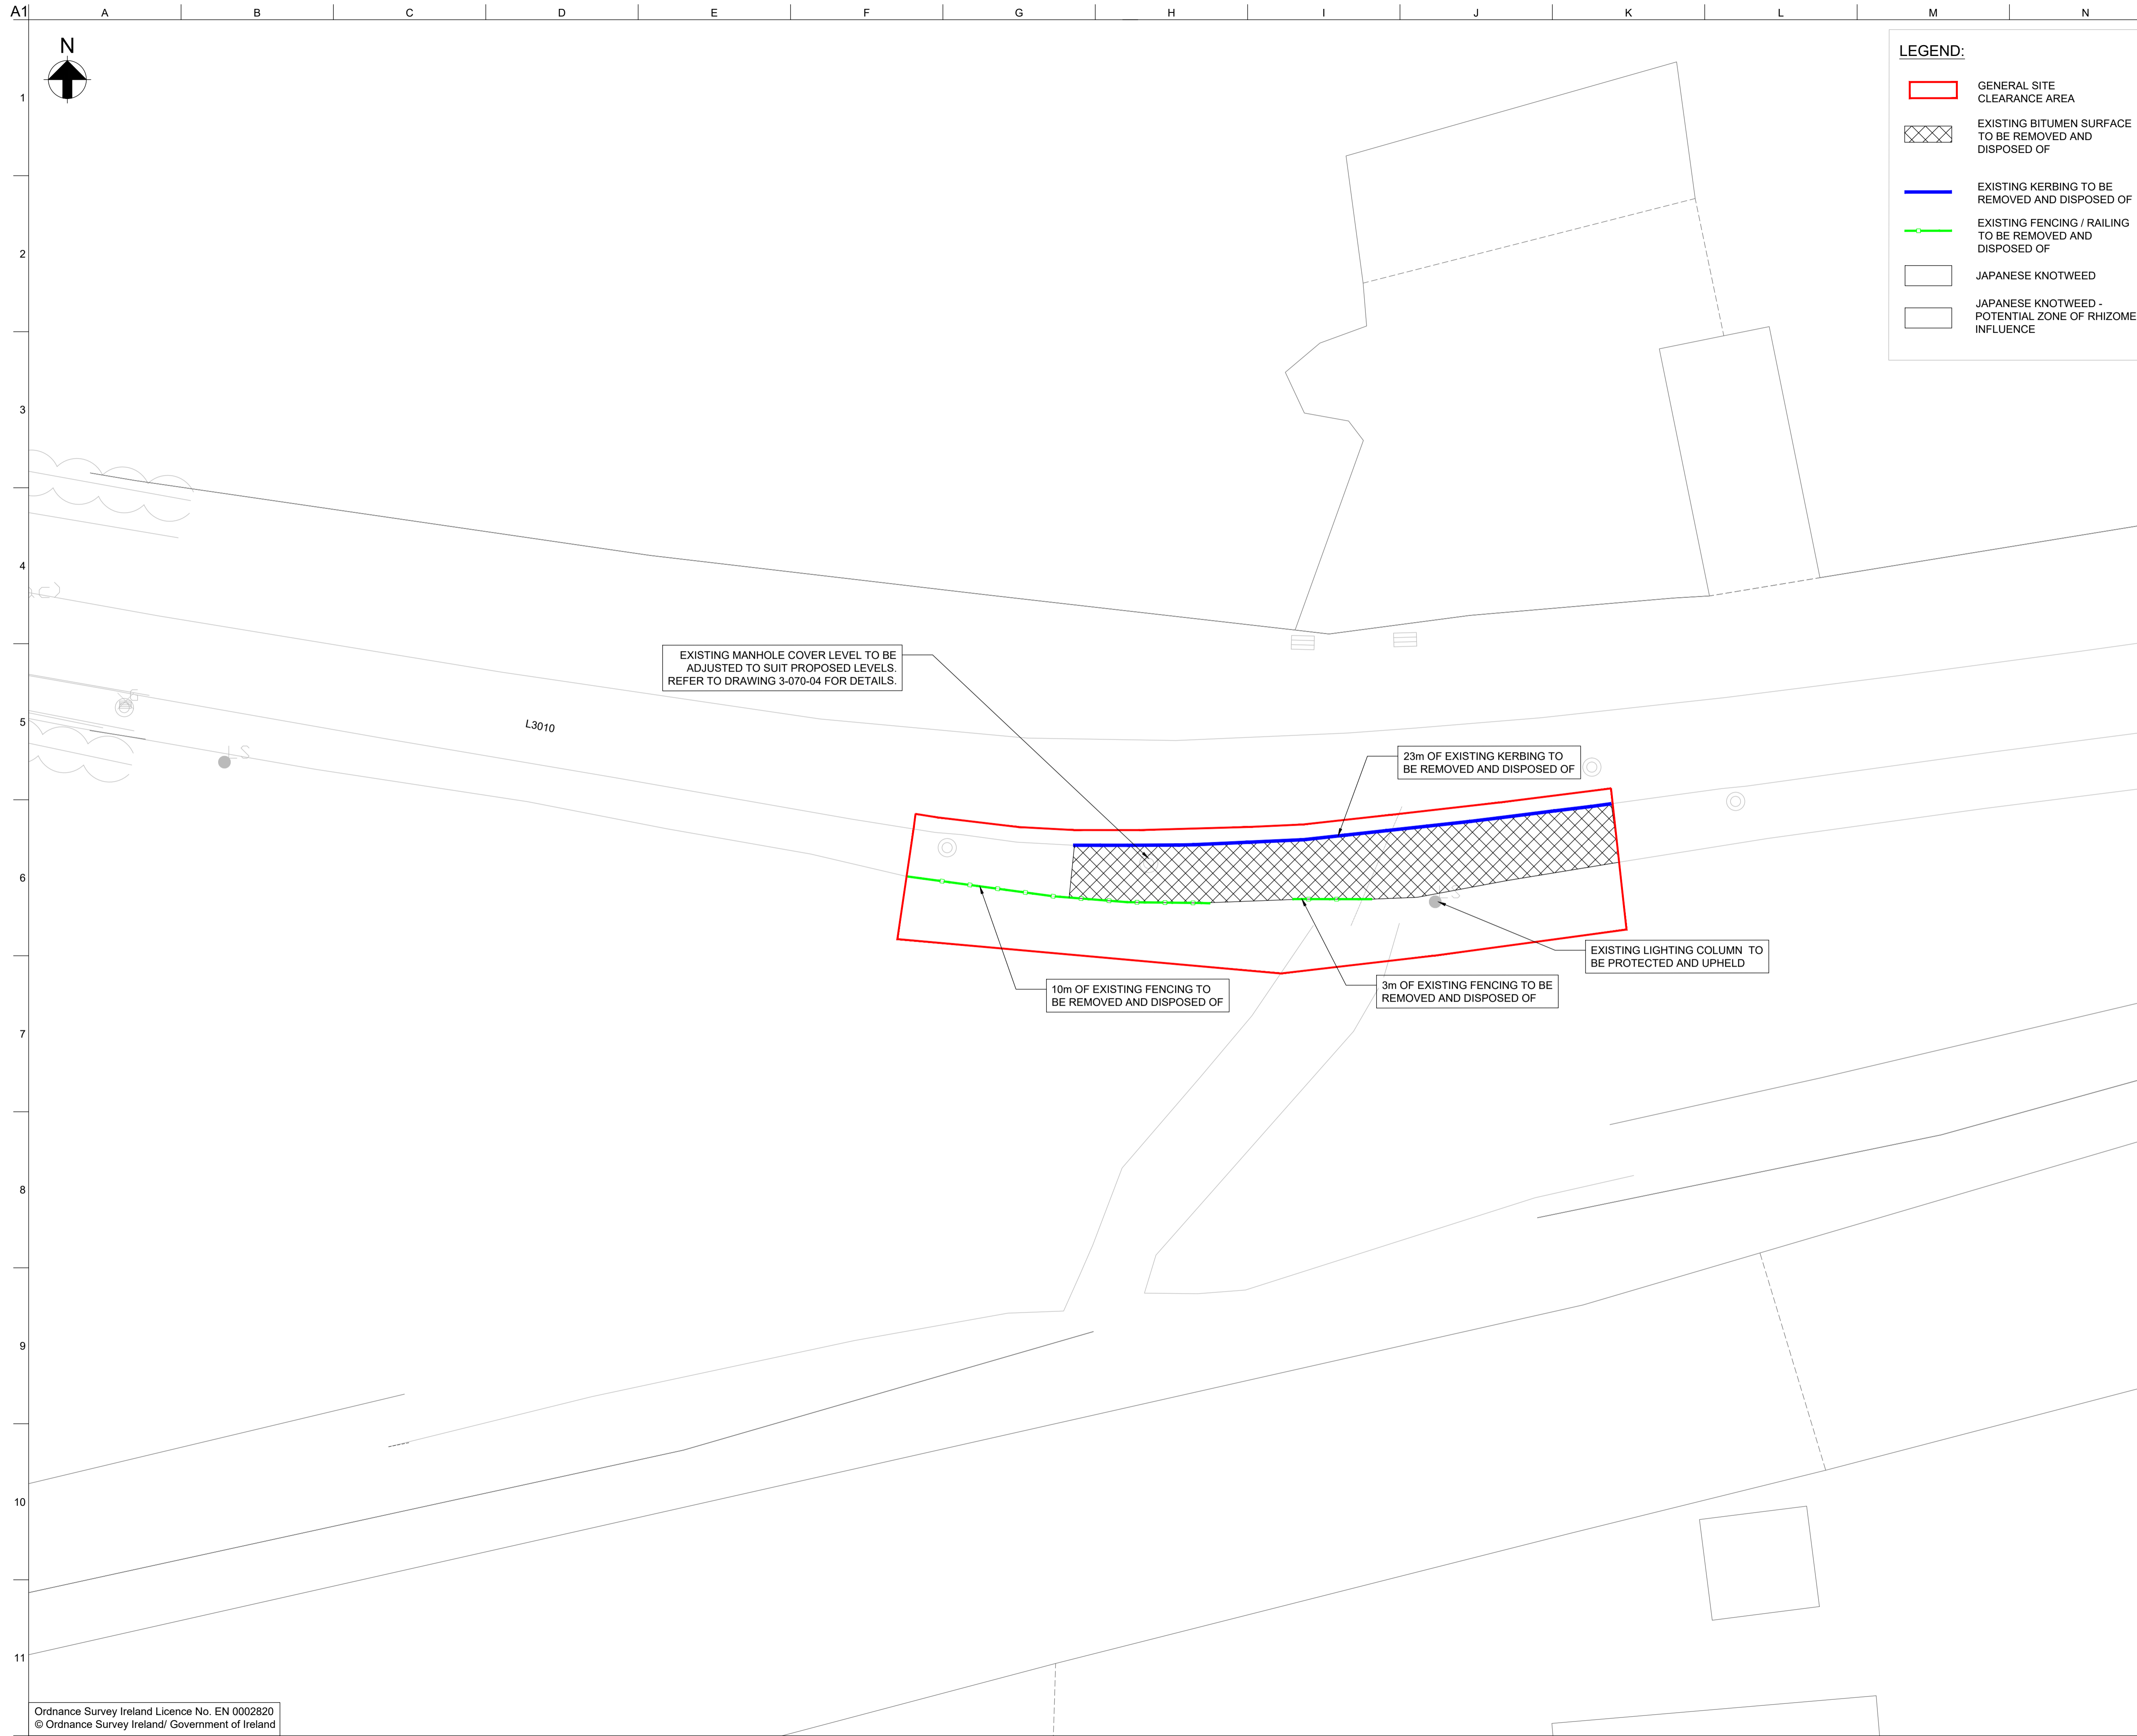 A1
A B C D E F G H I J K L M N
N
1
2
3
4
5
6
7
8
9
10
11
LEGEND:
GENERAL SITE
CLEARANCE AREA
EXISTING BITUMEN SURFACE
TO BE REMOVED AND
DISPOSED OF
EXISTING KERBING TO BE
REMOVED AND DISPOSED OF
EXISTING FENCING / RAILING
TO BE REMOVED AND
DISPOSED OF
JAPANESE KNOTWEED
JAPANESE KNOTWEED -
POTENTIAL ZONE OF RHIZOME
INFLUENCE
EXISTING MANHOLE COVER LEVEL TO BE
ADJUSTED TO SUIT PROPOSED LEVELS.
REFER TO DRAWING 3-070-04 FOR DETAILS.
L3010
LS
23m OF EXISTING KERBING TO
BE REMOVED AND DISPOSED OF
LS
EXISTING LIGHTING COLUMN TO
BE PROTECTED AND UPHELD
10m OF EXISTING FENCING TO
BE REMOVED AND DISPOSED OF
3m OF EXISTING FENCING TO BE
REMOVED AND DISPOSED OF
Ordnance Survey Ireland Licence No. EN 0002820
© Ordnance Survey Ireland/ Government of Ireland